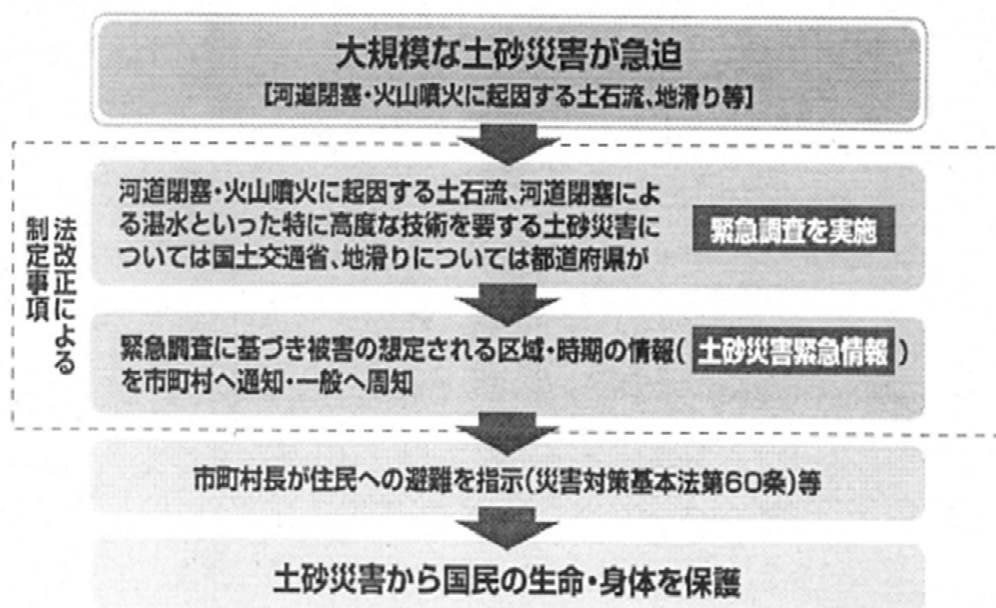 大規模な土砂災害が急迫
[河道閉塞・火山噴火に起因する土石流、地滑り等]
法改正による
制定事項
河道閉塞・火山噴火に起因する土石流、河道閉塞によ
る湛水といった特に高度な技術を要する土砂災害に
ついては国土交通省、地滑りについては都道府県が
緊急調査を実施
緊急調査に基づき被害の想定される区域・時期の情報(土砂災害緊急情報)
を市町村へ通知・一般へ周知
市町村長が住民への避難を指示(災害対策基本法第60条)等
土砂災害から国民の生命・身体を保護